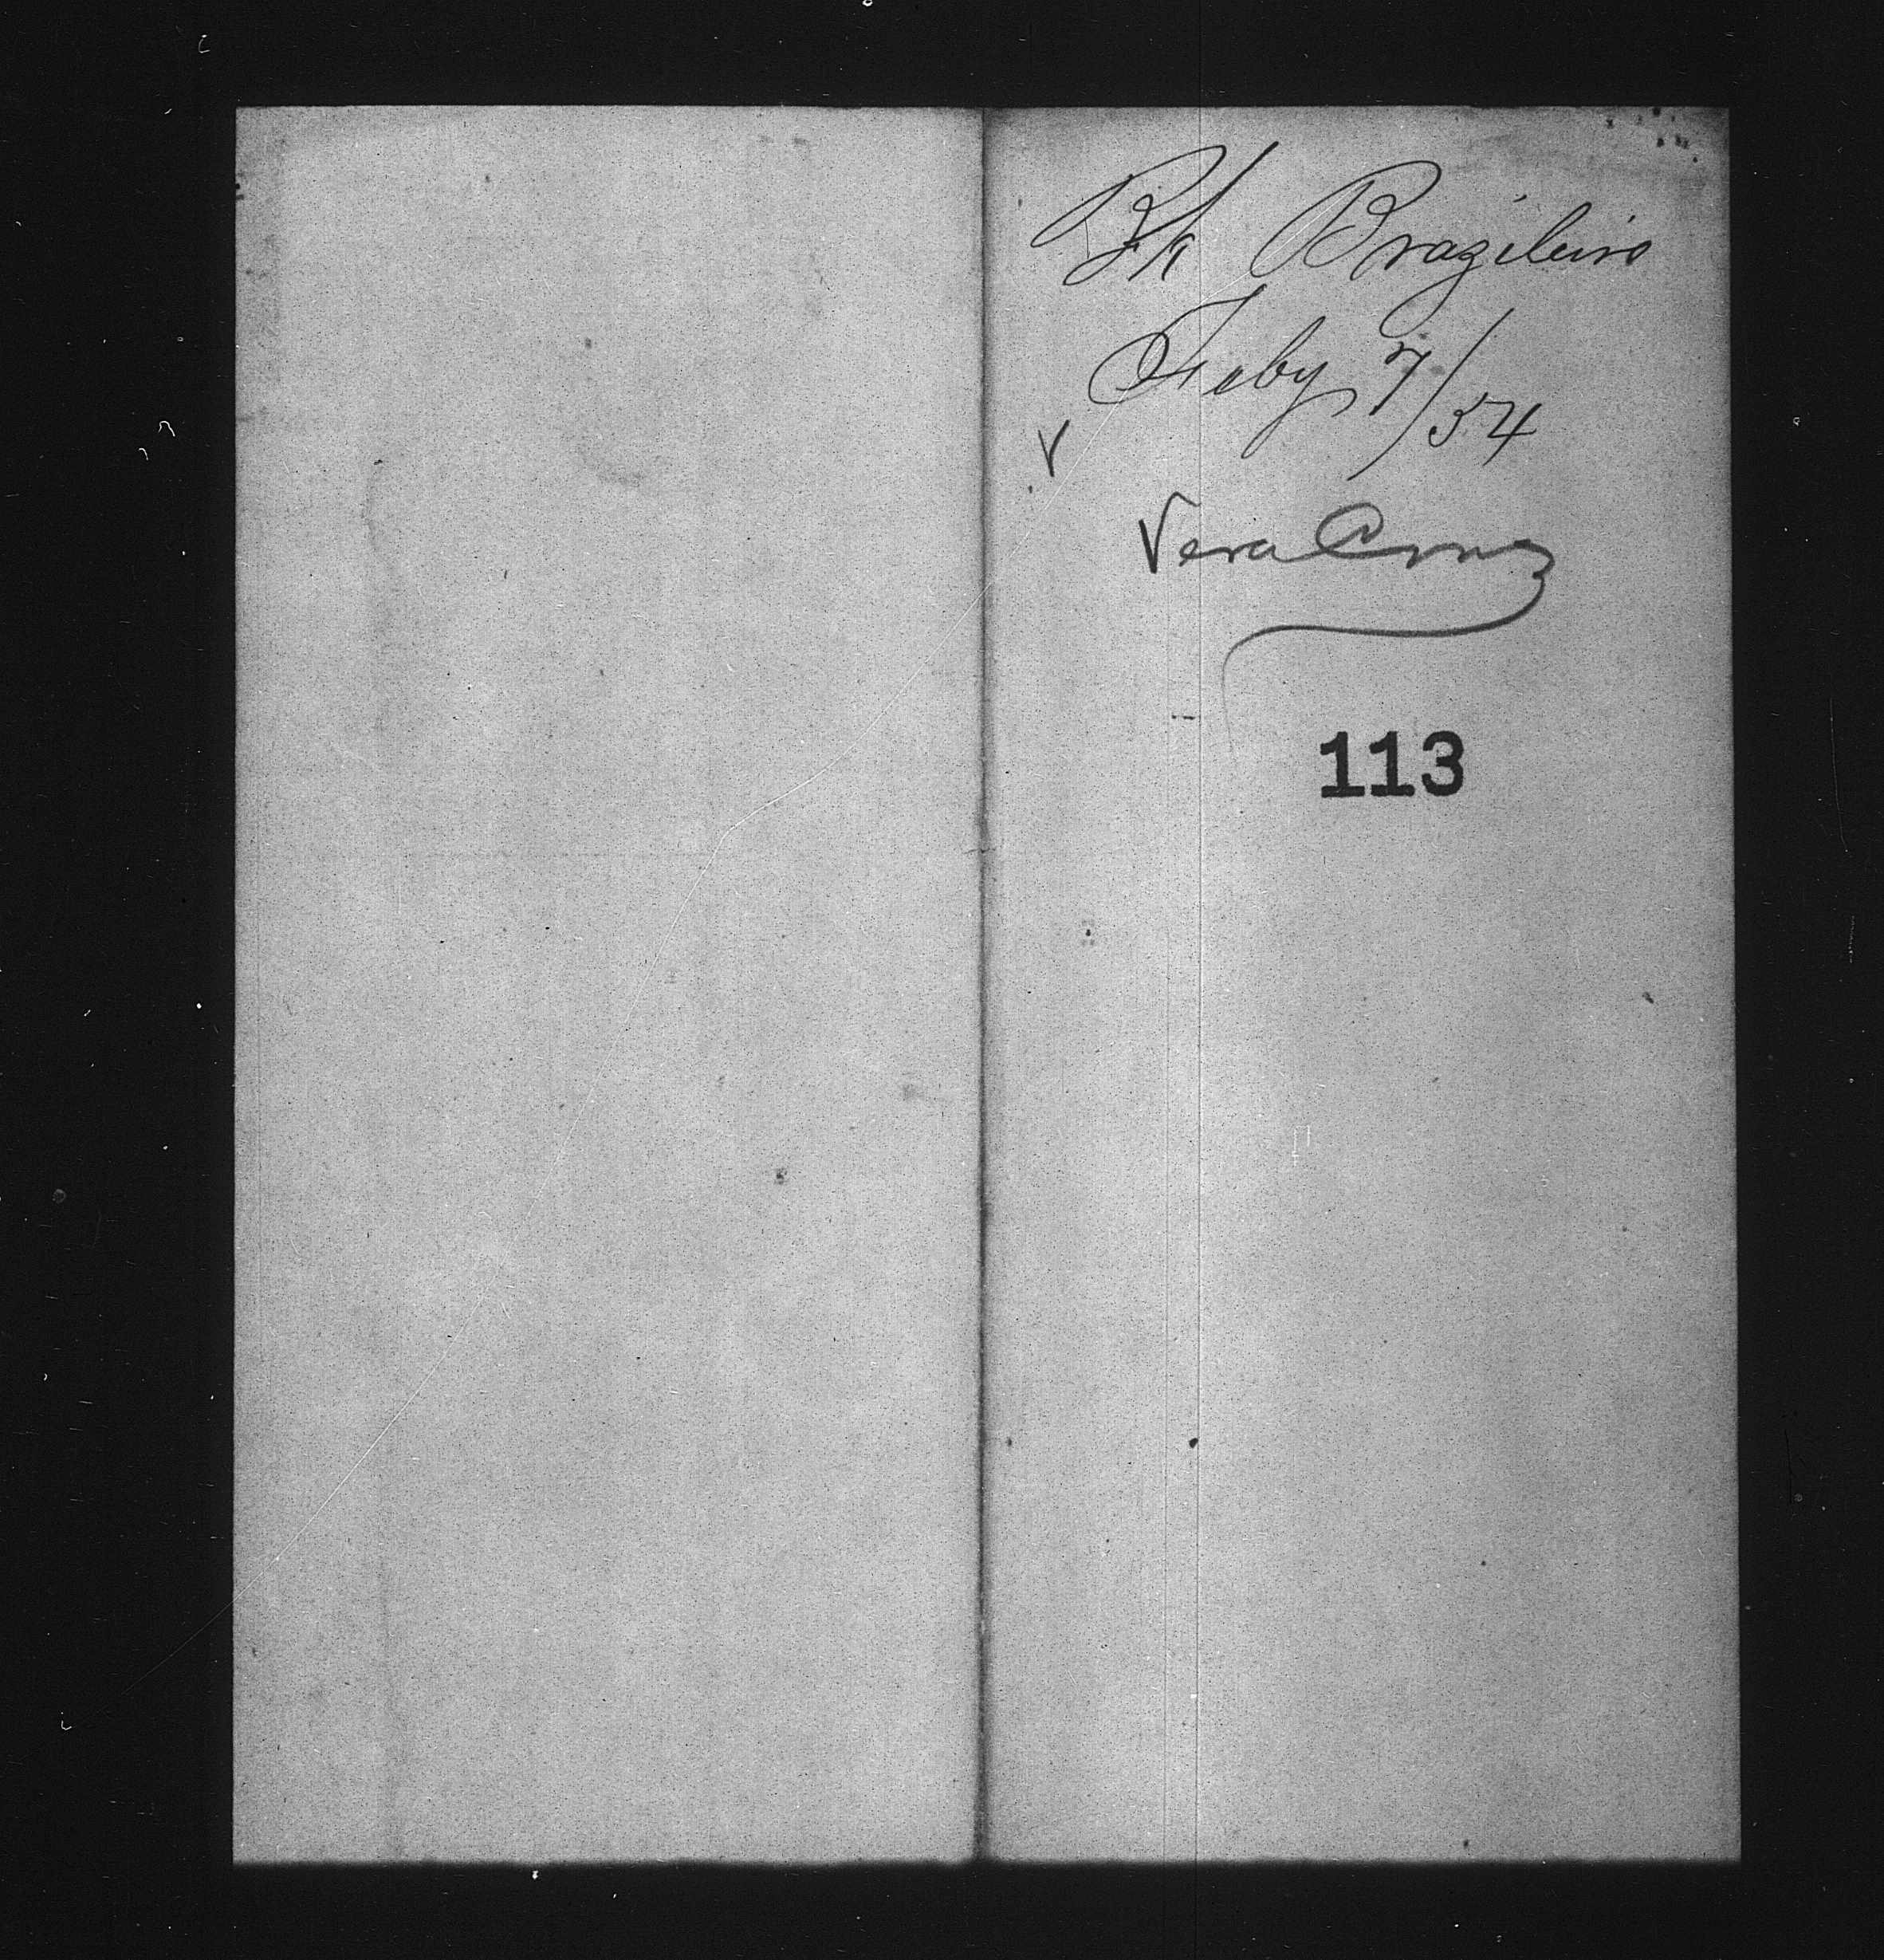 Bk Brazileiro
Feby 7/54
V
Vera Cruz
113